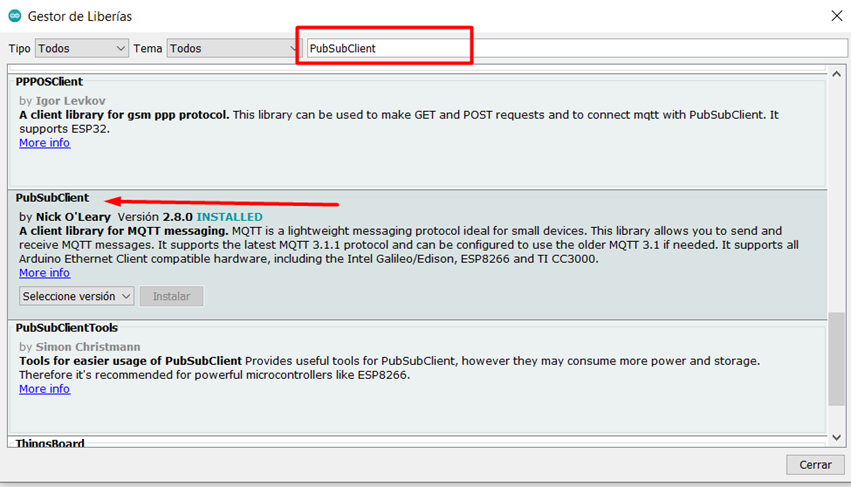 Gestor de Liberías
Tipo Todos Tema Todos PubSubClient
PPPOSClient
by Igor Levkov
A client library for gsm ppp protocol. This library can be used to make GET and POST requests and to connect mqtt with PubSubClient. It
supports ESP32.
More info
PubSubClient
by Nick O'Leary Versión 2.8.0 INSTALLED
A client library for MQTT messaging. MQTT is a lightweight messaging protocol ideal for small devices. This library allows you to send and
receive MQTT messages. It supports the latest MQTT 3.1.1 protocol and can be configured to use the older MQTT 3.1 if needed. It supports all
Arduino Ethernet Client compatible hardware, including the Intel Galileo/Edison, ESP8266 and TI CC3000.
More info
Seleccione versión Instalar
PubSubClientTools
by Simon Christmann
Tools for easier usage of PubSubClient Provides useful tools for PubSubClient, however they may consume more power and storage.
Therefore it's recommended for powerful microcontrollers like ESP8266.
More info
ThingsBoard
Cerrar